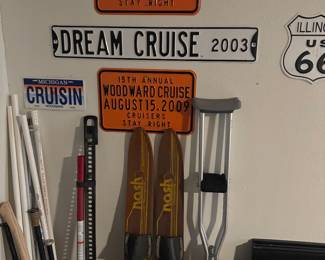 STAY RIGHT
DREAM CRUISE 2003
ILLINOIS
US
66
MICHIGAN
CRUISIN
15TH ANNUAL
WOODWARD CRUISE
AUGUST 15, 2009
CRUISERS
STAY RIGHT
nash
nash